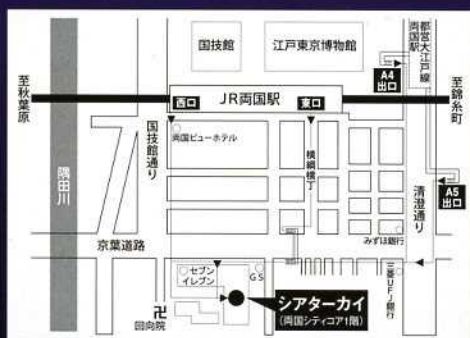 国技館
江戸東京博物館
都営大江戸線
両国駅
A4
出口
至秋葉原
西口
JR両国駅
東口
至錦糸町
国技館通り
両国ビューホテル
横綱横丁
隅田川
清澄通り
A5
出口
京葉道路
みずほ銀行
セブン
イレブン
GS
三菱UFJ銀行
シアターカイ
(両国シティコア1階)
卍
回向院